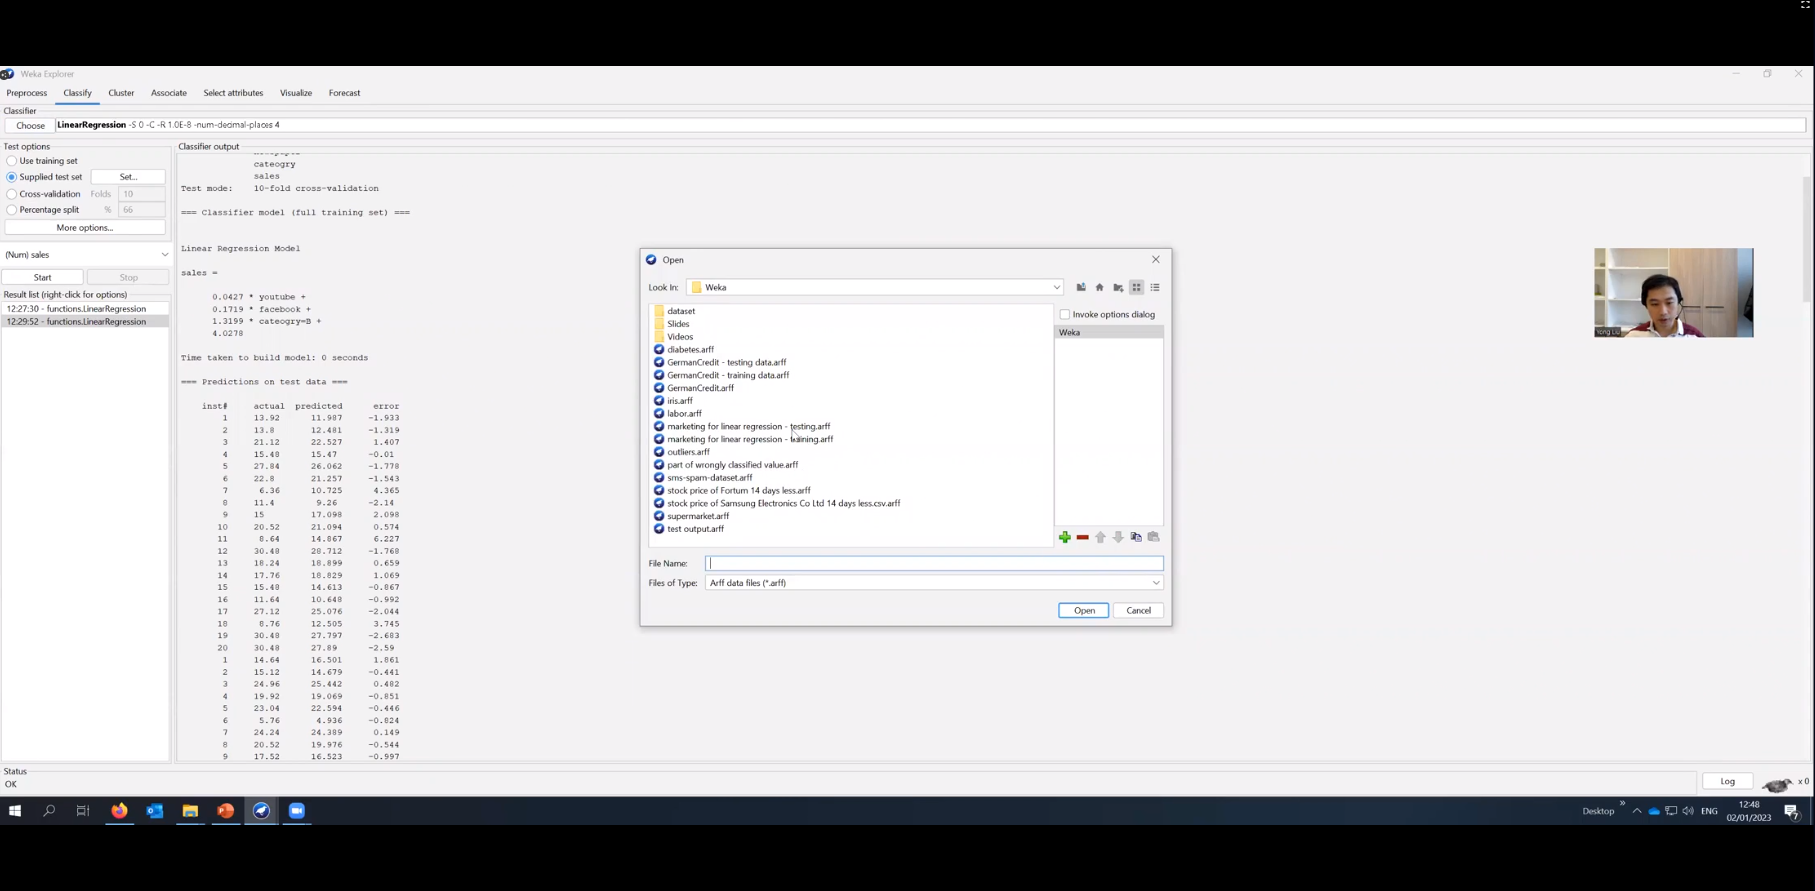 Weka Explorer
Preprocess Classify Cluster Associate Select attributes Visualize Forecast
Classifier
Choose LinearRegression -S 0 -C -R 1.0E-8 -num-decimal-places 4
Test options
Use training set
Supplied test set Set...
Cross-validation Folds 10
Percentage split % 66
More options...
(Num) sales
Start Stop
Result list (right-click for options)
12:27:30 - functions.LinearRegression
12:29:52 - functions.LinearRegression
Classifier output
cateogry
sales
Test mode: 10-fold cross-validation
=== Classifier model (full training set) ===
Linear Regression Model
sales =
0.0427 * youtube +
0.1719 * facebook +
1.3199 * cateogry=B +
4.0278
Time taken to build model: 0 seconds
=== Predictions on test data ===
inst# actual predicted error
1 13.92 11.987 -1.933
2 13.8 12.481 -1.319
3 21.12 22.527 1.407
4 15.48 15.47 -0.01
5 27.84 26.062 -1.778
6 22.8 21.257 -1.543
7 6.36 10.725 4.365
8 11.4 9.26 -2.14
9 15 17.098 2.098
10 20.52 21.094 0.574
11 8.64 14.867 6.227
12 30.48 28.712 -1.768
13 18.24 18.899 0.659
14 17.76 18.829 1.069
15 15.48 14.613 -0.867
16 11.64 10.648 -0.992
17 27.12 25.076 -2.044
18 8.76 12.505 3.745
19 30.48 27.797 -2.683
20 30.48 27.89 -2.59
1 14.64 16.501 1.861
2 15.12 14.679 -0.441
3 24.96 25.442 0.482
4 19.92 19.069 -0.851
5 23.04 22.594 -0.446
6 5.76 4.936 -0.824
7 24.24 24.389 0.149
8 20.52 19.976 -0.544
9 17.52 16.523 -0.997
Open
Look In: Weka
dataset
Slides
Videos
diabetes.arff
GermanCredit - testing data.arff
GermanCredit - training data.arff
GermanCredit.arff
iris.arff
labor.arff
marketing for linear regression - testing.arff
marketing for linear regression - training.arff
outliers.arff
part of wrongly classified value.arff
sms-spam-dataset.arff
stock price of Fortum 14 days less.arff
stock price of Samsung Electronics Co Ltd 14 days less.csv.arff
supermarket.arff
test output.arff
Invoke options dialog
Weka
File Name:
Files of Type: Arff data files (*.arff)
Open Cancel
Yong Liu
Status
OK
Log x 0
Desktop ENG
12:48
02/01/2023
7